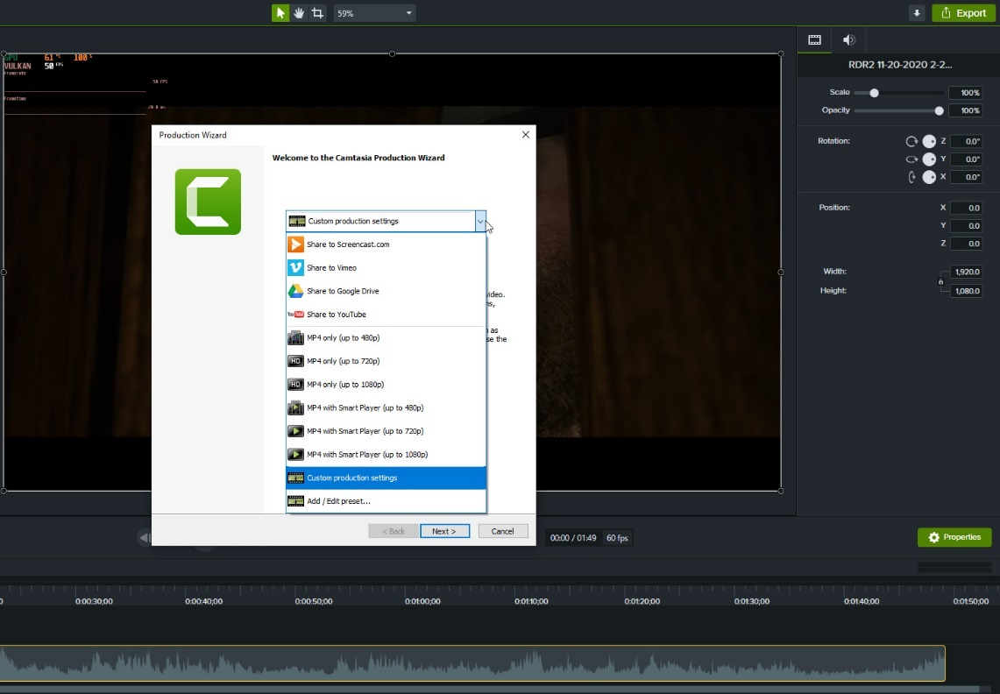 59%
Export
GPU 61 °C 100 %
VULKAN 50 FPS
Framerate
50 FPS
Frametime
20.0 ms
RDR2 11-20-2020 2-2...
Scale 100%
Opacity 100%
Rotation: Z 0.0°
Y 0.0°
X 0.0°
Position: X 0.0
Y 0.0
Z 0.0
Width: 1,920.0
Height: 1,080.0
Production Wizard
Welcome to the Camtasia Production Wizard
Custom production settings
Share to Screencast.com
Share to Vimeo
Share to Google Drive
You Tube Share to YouTube
MP4 only (up to 480p)
HD MP4 only (up to 720p)
HD MP4 only (up to 1080p)
MP4 with Smart Player (up to 480p)
MP4 with Smart Player (up to 720p)
MP4 with Smart Player (up to 1080p)
Custom production settings
Add / Edit preset...
video.
as
se the
< Back Next > Cancel
00:00 / 01:49 60 fps
Properties
0 0:00:30;00 0:00:40;00 0:00:50;00 0:01:00;00 0:01:10;00 0:01:20;00 0:01:30;00 0:01:40;00 0:01:50;00